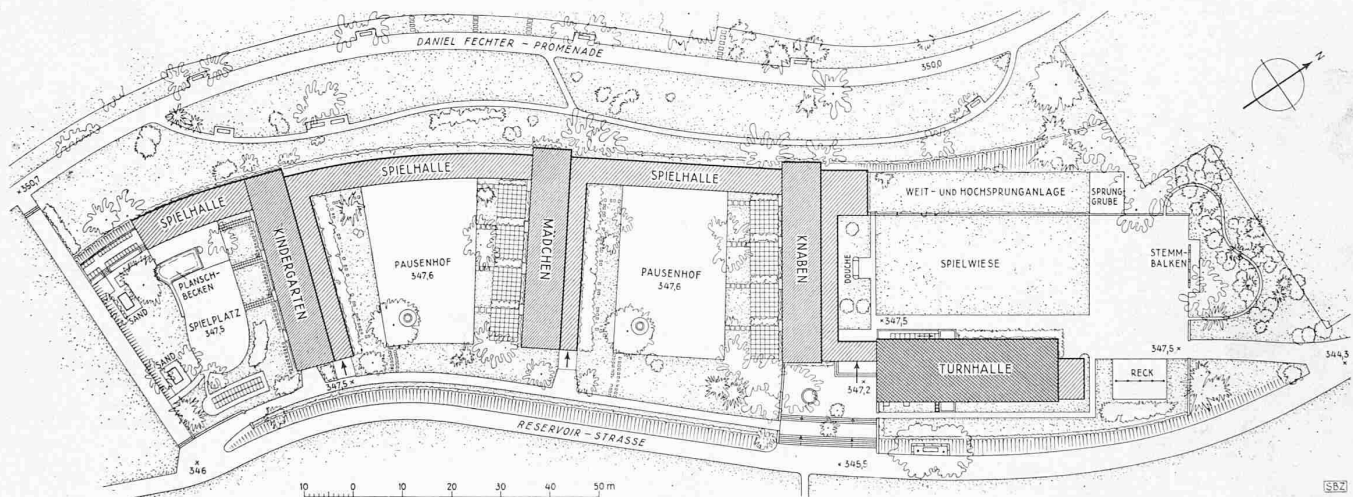 DANIEL FECHTER – PROMENADE
350,0
N
×350,7
SPIELHALLE
SPIELHALLE
SPIELHALLE
KINDERGARTEN
MÄDCHEN
KNABEN
WEIT- UND HOCHSPRUNGANLAGE
SPRUNG
GRUBE
PLANSCH-
BECKEN
SAND
SPIELPLATZ
347,5
SAND
PAUSENHOF
347,6
PAUSENHOF
347,6
DOUCHE
SPIELWIESE
STEMM-
BALKEN
×347,5
347,5×
347,5×
344,3
×
×
347,2
TURNHALLE
RECK
RESERVOIR – STRASSE
×
346
×345,5
10 0 10 20 30 40 50 m
SBZ